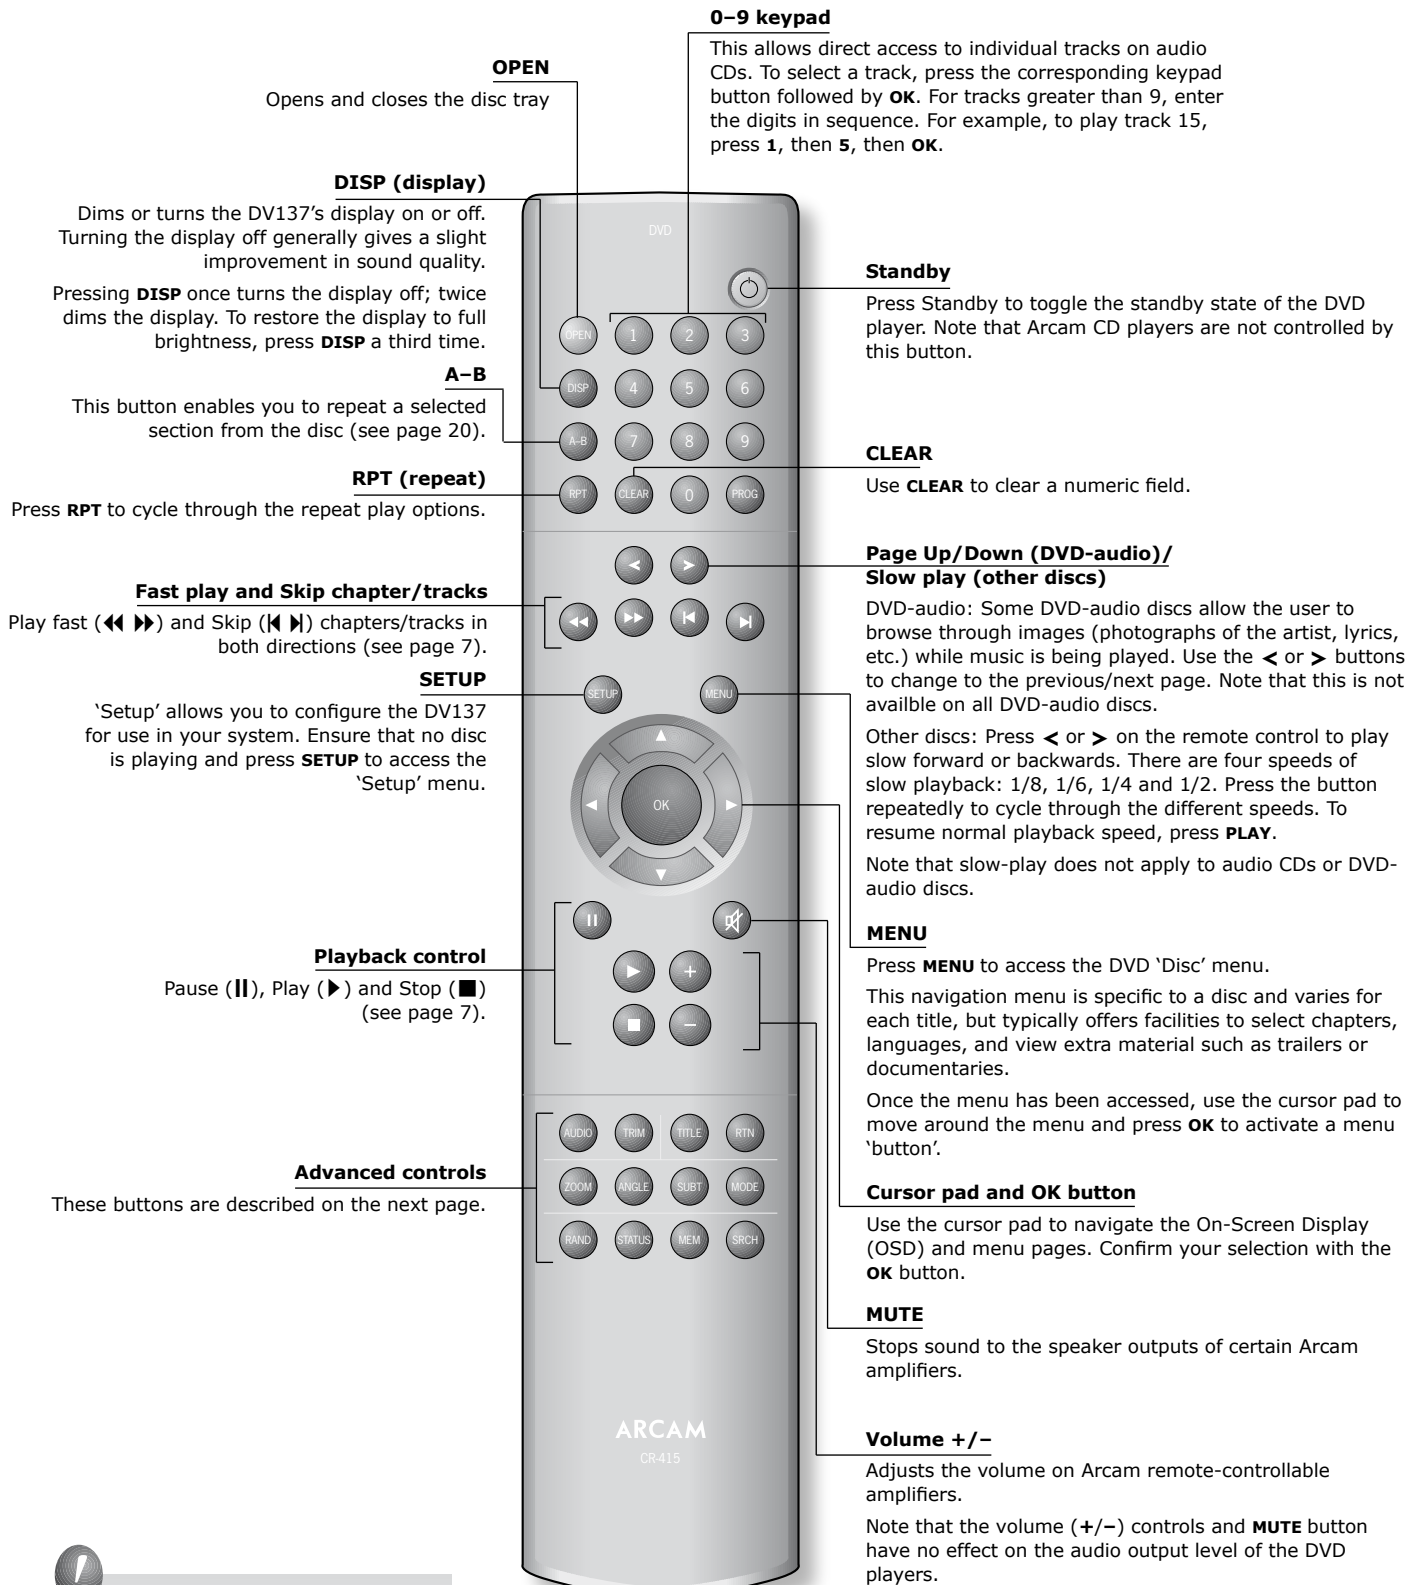 0–9 keypad
This allows direct access to individual tracks on audio
CDs. To select a track, press the corresponding keypad
button followed by OK. For tracks greater than 9, enter
the digits in sequence. For example, to play track 15,
press 1, then 5, then OK.
OPEN
Opens and closes the disc tray
DISP (display)
Dims or turns the DV137's display on or off.
Turning the display off generally gives a slight
improvement in sound quality.
Pressing DISP once turns the display off; twice
dims the display. To restore the display to full
brightness, press DISP a third time.
A–B
This button enables you to repeat a selected
section from the disc (see page 20).
RPT (repeat)
Press RPT to cycle through the repeat play options.
Fast play and Skip chapter/tracks
Play fast (◀◀ ▶▶) and Skip (|◀ ▶|) chapters/tracks in
both directions (see page 7).
SETUP
‘Setup’ allows you to configure the DV137
for use in your system. Ensure that no disc
is playing and press SETUP to access the
‘Setup’ menu.
Playback control
Pause (II), Play (▶) and Stop (■)
(see page 7).
Advanced controls
These buttons are described on the next page.
DVD
OPEN 1 2 3
DISP 4 5 6
A–B 7 8 9
RPT CLEAR 0 PROG
< >
SETUP MENU
OK
+
–
AUDIO TRIM TITLE RTN
ZOOM ANGLE SUBT MODE
RAND STATUS MEM SRCH
ARCAM
CR-415
Standby
Press Standby to toggle the standby state of the DVD
player. Note that Arcam CD players are not controlled by
this button.
CLEAR
Use CLEAR to clear a numeric field.
Page Up/Down (DVD-audio)/
Slow play (other discs)
DVD-audio: Some DVD-audio discs allow the user to
browse through images (photographs of the artist, lyrics,
etc.) while music is being played. Use the < or > buttons
to change to the previous/next page. Note that this is not
availble on all DVD-audio discs.
Other discs: Press < or > on the remote control to play
slow forward or backwards. There are four speeds of
slow playback: 1/8, 1/6, 1/4 and 1/2. Press the button
repeatedly to cycle through the different speeds. To
resume normal playback speed, press PLAY.
Note that slow-play does not apply to audio CDs or DVD-
audio discs.
MENU
Press MENU to access the DVD ‘Disc’ menu.
This navigation menu is specific to a disc and varies for
each title, but typically offers facilities to select chapters,
languages, and view extra material such as trailers or
documentaries.
Once the menu has been accessed, use the cursor pad to
move around the menu and press OK to activate a menu
‘button’.
Cursor pad and OK button
Use the cursor pad to navigate the On-Screen Display
(OSD) and menu pages. Confirm your selection with the
OK button.
MUTE
Stops sound to the speaker outputs of certain Arcam
amplifiers.
Volume +/–
Adjusts the volume on Arcam remote-controllable
amplifiers.
Note that the volume (+/–) controls and MUTE button
have no effect on the audio output level of the DVD
players.